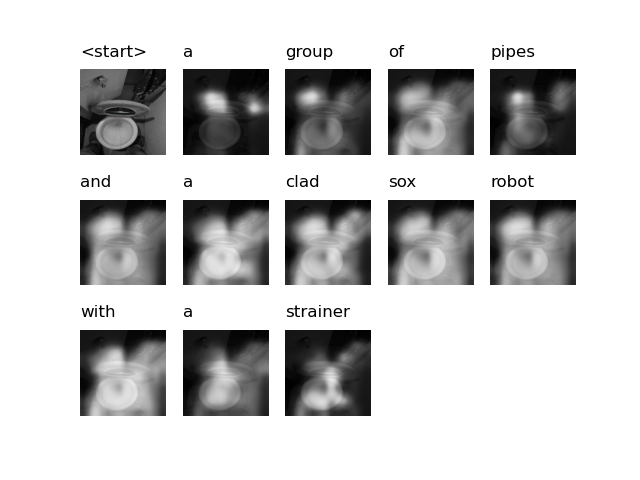 <start> a group of pipes
and a clad sox robot
with a strainer